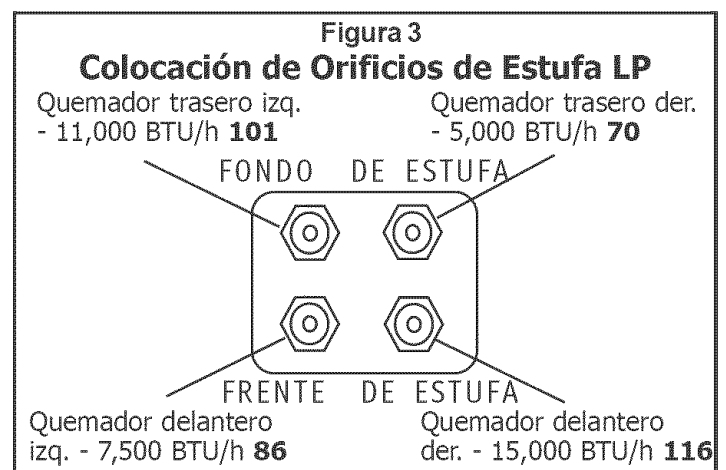 Figura 3
Colocación de Orificios de Estufa LP
Quemador trasero izq.
- 11,000 BTU/h 101
Quemador trasero der.
- 5,000 BTU/h 70
FONDO DE ESTUFA
FRENTE DE ESTUFA
Quemador delantero
izq. - 7,500 BTU/h 86
Quemador delantero
der. - 15,000 BTU/h 116